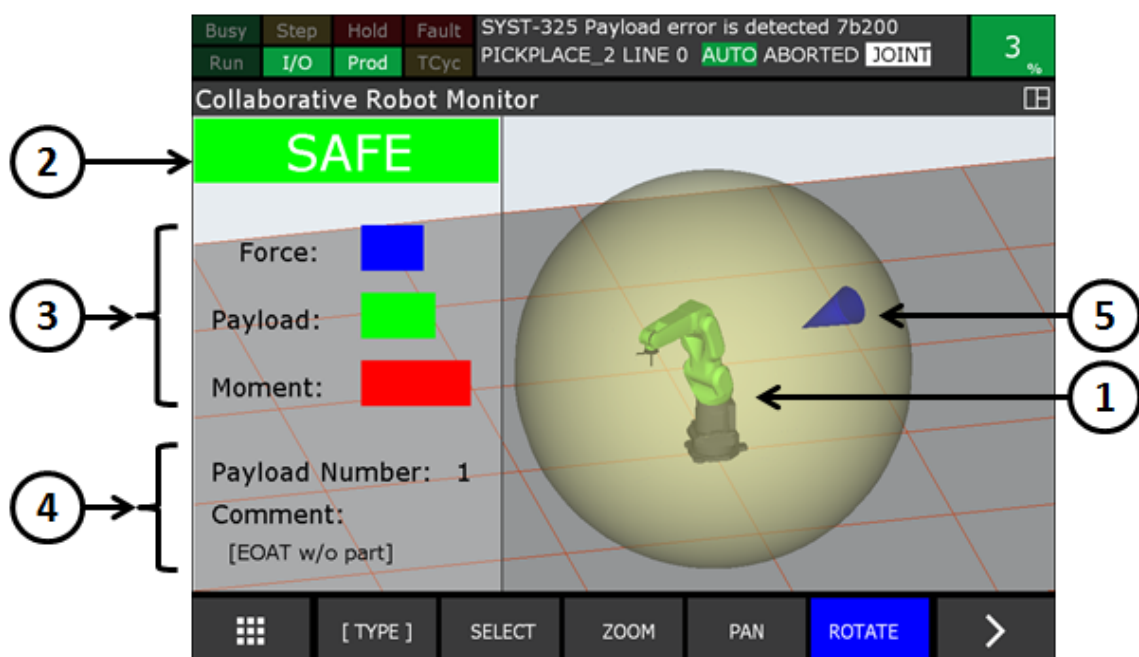 Busy Step Hold Fault SYST-325 Payload error is detected 7b200
Run I/O Prod TCyc PICKPLACE_2 LINE 0 AUTO ABORTED JOINT
3 %
Collaborative Robot Monitor
2
SAFE
3
Force:
Payload:
Moment:
5
1
4
Payload Number: 1
Comment:
[EOAT w/o part]
[ TYPE ] SELECT ZOOM PAN ROTATE